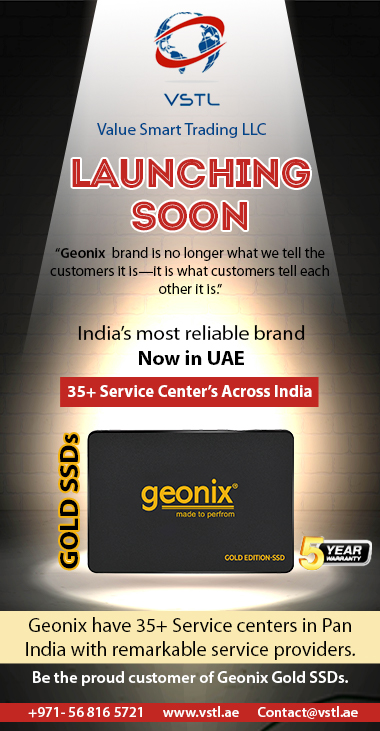 VSTL
Value Smart Trading LLC
LAUNCHING
SOON
“Geonix brand is no longer what we tell the
customers it is—it is what customers tell each
other it is.”
India’s most reliable brand
Now in UAE
35+ Service Center’s Across India
GOLD SSDs
geonix®
made to perfrom
GOLD EDITION-SSD
5 YEAR
WARRANTY
Geonix have 35+ Service centers in Pan
India with remarkable service providers.
Be the proud customer of Geonix Gold SSDs.
+971- 56 816 5721 www.vstl.ae Contact@vstl.ae